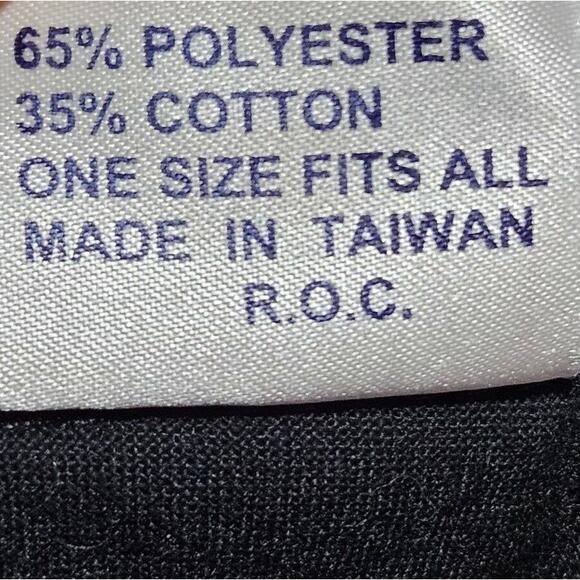 65% POLYESTER
35% COTTON
ONE SIZE FITS ALL
MADE IN TAIWAN
R.O.C.